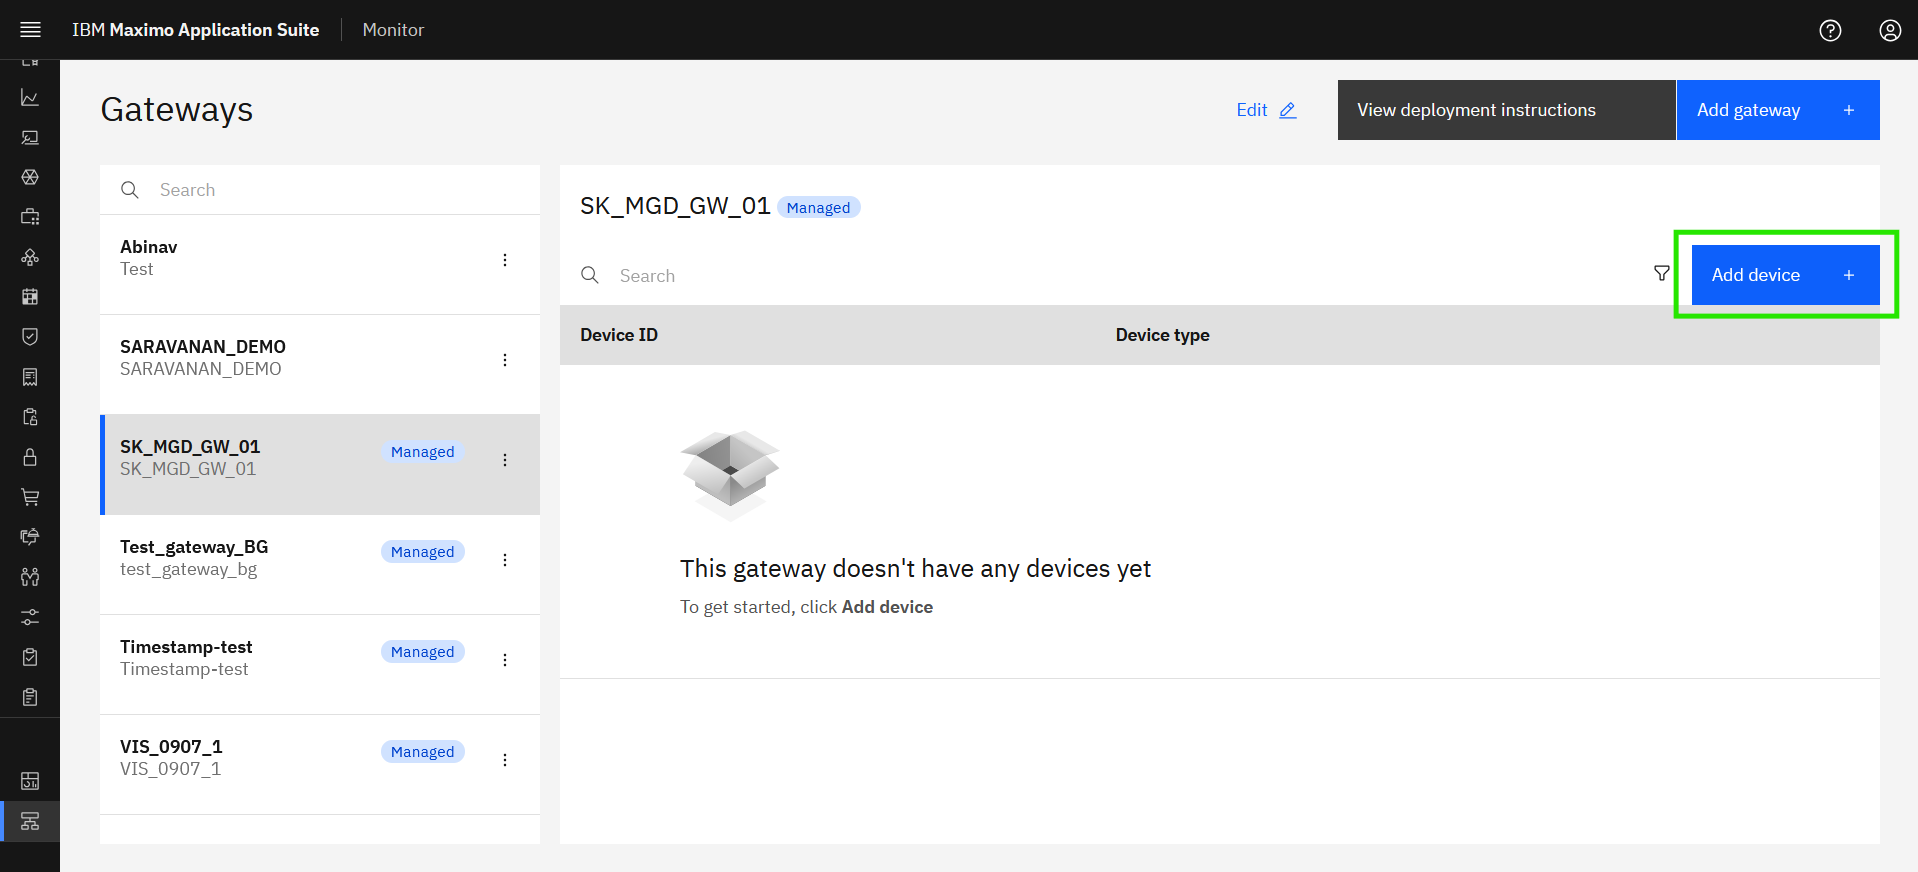 IBM Maximo Application Suite
Monitor
Gateways
Edit
View deployment instructions
Add gateway +
Search
Abinav
Test
SARAVANAN_DEMO
SARAVANAN_DEMO
SK_MGD_GW_01
Managed
SK_MGD_GW_01
Test_gateway_BG
Managed
test_gateway_bg
Timestamp-test
Managed
Timestamp-test
VIS_0907_1
Managed
VIS_0907_1
SK_MGD_GW_01 Managed
Search
Add device +
Device ID
Device type
This gateway doesn't have any devices yet
To get started, click Add device